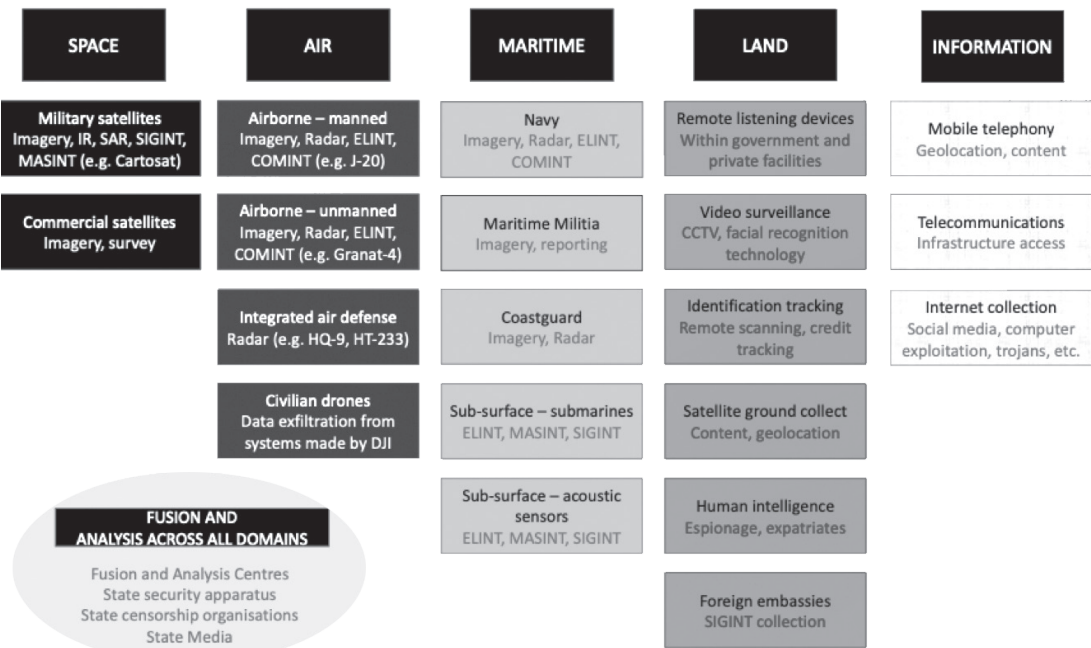 SPACE
AIR
MARITIME
LAND
INFORMATION
Military satellites
Imagery, IR, SAR, SIGINT,
MASINT (e.g. Cartosat)
Commercial satellites
Imagery, survey
Airborne – manned
Imagery, Radar, ELINT,
COMINT (e.g. J-20)
Airborne – unmanned
Imagery, Radar, ELINT,
COMINT (e.g. Granat-4)
Integrated air defense
Radar (e.g. HQ-9, HT-233)
Civilian drones
Data exfiltration from
systems made by DJI
Navy
Imagery, Radar, ELINT,
COMINT
Maritime Militia
Imagery, reporting
Coastguard
Imagery, Radar
Sub-surface – submarines
ELINT, MASINT, SIGINT
Sub-surface – acoustic
sensors
ELINT, MASINT, SIGINT
Remote listening devices
Within government and
private facilities
Video surveillance
CCTV, facial recognition
technology
Identification tracking
Remote scanning, credit
tracking
Satellite ground collect
Content, geolocation
Human intelligence
Espionage, expatriates
Foreign embassies
SIGINT collection
Mobile telephony
Geolocation, content
Telecommunications
Infrastructure access
Internet collection
Social media, computer
exploitation, trojans, etc.
FUSION AND
ANALYSIS ACROSS ALL DOMAINS
Fusion and Analysis Centres
State security apparatus
State censorship organisations
State Media